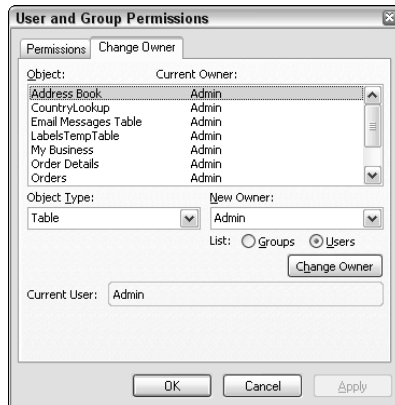 User and Group Permissions
Permissions Change Owner
Object: Current Owner:
Address Book Admin
CountryLookup Admin
Email Messages Table Admin
LabelsTempTable Admin
My Business Admin
Order Details Admin
Orders Admin
Object Type: New Owner:
Table Admin
List: Groups Users
Change Owner
Current User: Admin
OK Cancel Apply